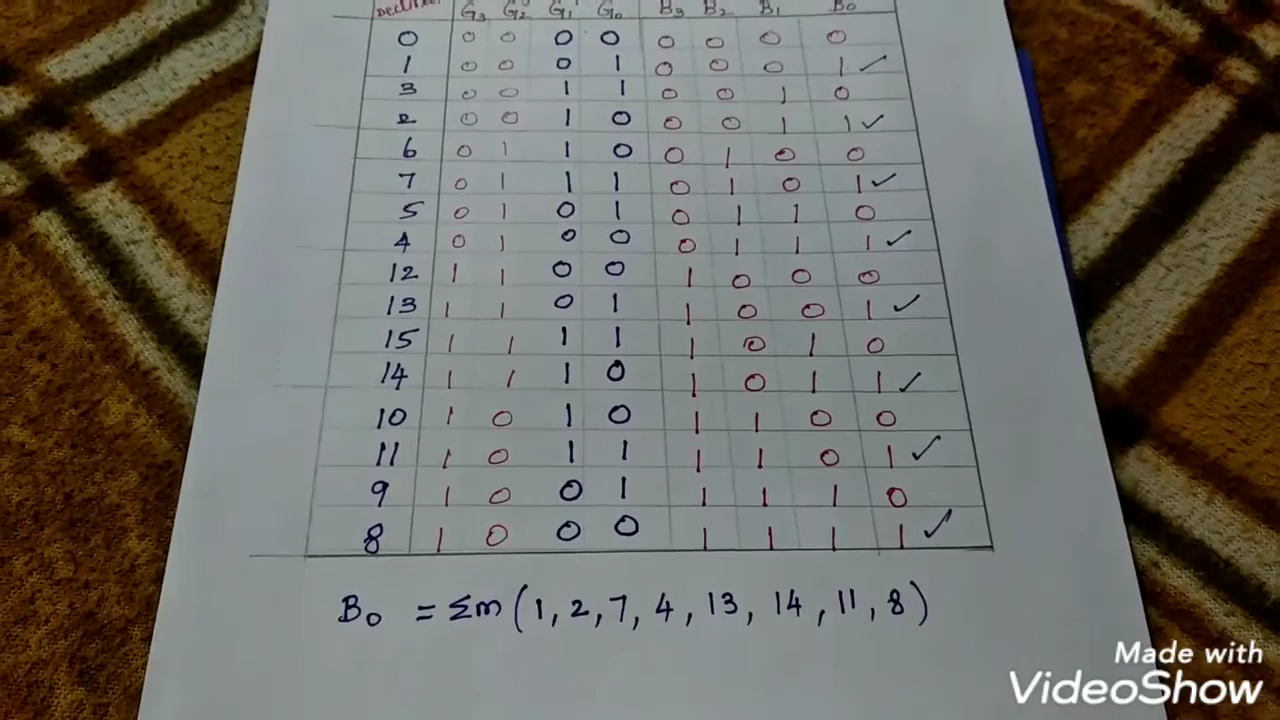 Decimal G3 G2 G1 G0 B3 B2 B1 B0
0 0 0 0 0 0 0 0 0
1 0 0 0 1 0 0 0 1 ✓
3 0 0 1 1 0 0 1 0
2 0 0 1 0 0 0 1 1 ✓
6 0 1 1 0 0 1 0 0
7 0 1 1 1 0 1 0 1 ✓
5 0 1 0 1 0 1 1 0
4 0 1 0 0 0 1 1 1 ✓
12 1 1 0 0 1 0 0 0
13 1 1 0 1 1 0 0 1 ✓
15 1 1 1 1 1 0 1 0
14 1 1 1 0 1 0 1 1 ✓
10 1 0 1 0 1 1 0 0
11 1 0 1 1 1 1 0 1 ✓
9 1 0 0 1 1 1 1 0
8 1 0 0 0 1 1 1 1 ✓
B0 = Σm (1, 2, 7, 4, 13, 14, 11, 8)
Made with
VideoShow